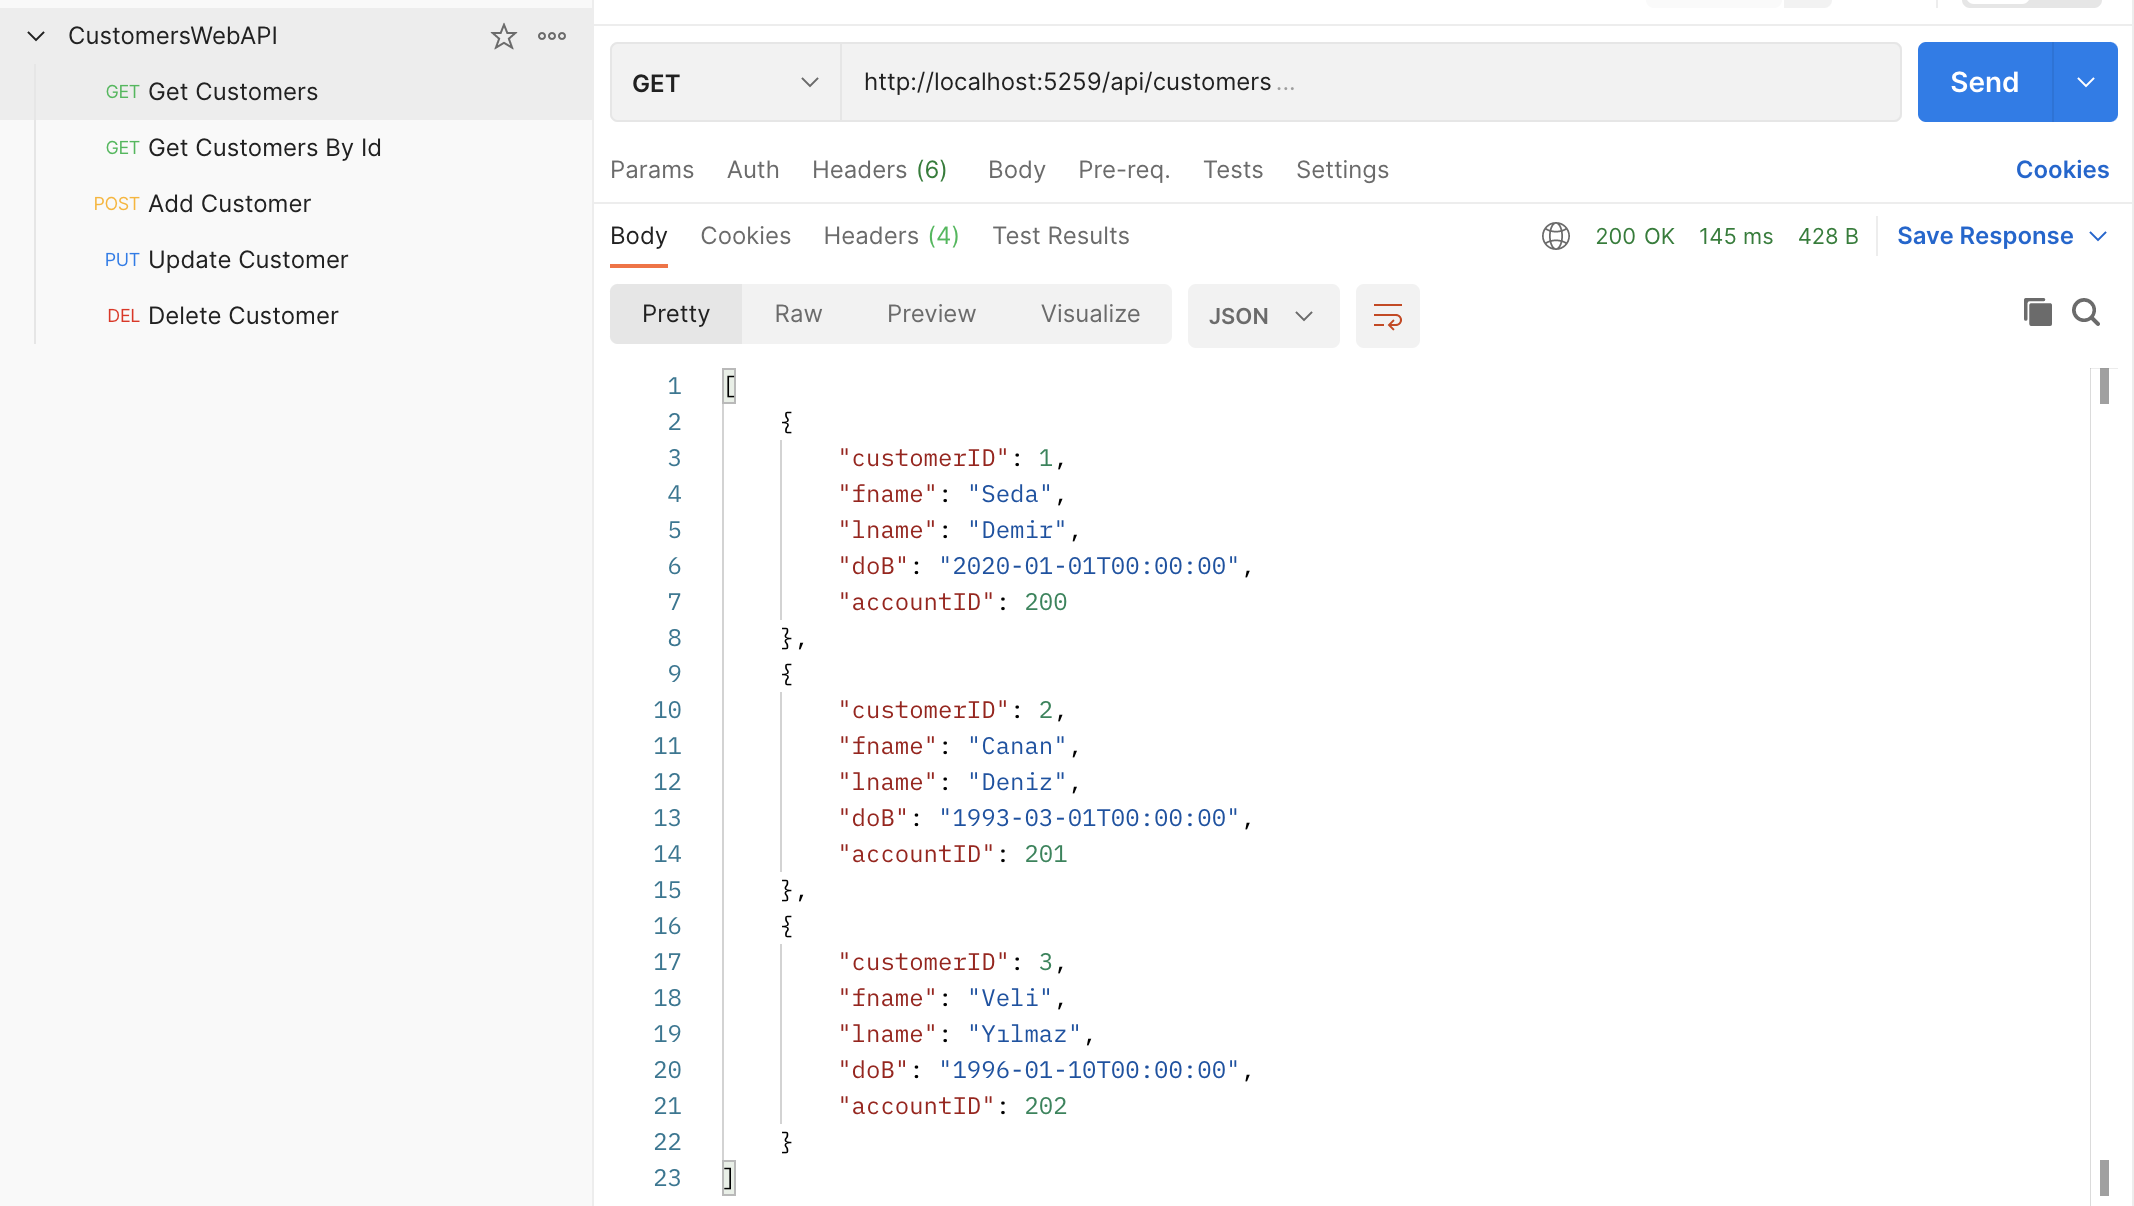 CustomersWebAPI
GET Get Customers
GET Get Customers By Id
POST Add Customer
PUT Update Customer
DEL Delete Customer
GET http://localhost:5259/api/customers ... Send
Params Auth Headers (6) Body Pre-req. Tests Settings Cookies
Body Cookies Headers (4) Test Results 200 OK 145 ms 428 B Save Response
Pretty Raw Preview Visualize JSON
1 [
2 {
3 "customerID": 1,
4 "fname": "Seda",
5 "lname": "Demir",
6 "doB": "2020-01-01T00:00:00",
7 "accountID": 200
8 },
9 {
10 "customerID": 2,
11 "fname": "Canan",
12 "lname": "Deniz",
13 "doB": "1993-03-01T00:00:00",
14 "accountID": 201
15 },
16 {
17 "customerID": 3,
18 "fname": "Veli",
19 "lname": "Yılmaz",
20 "doB": "1996-01-10T00:00:00",
21 "accountID": 202
22 }
23 ]